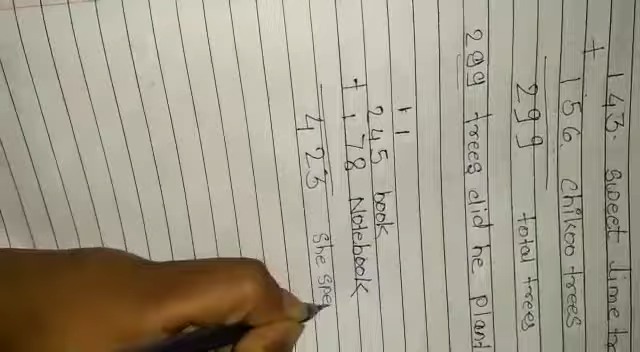 143. sweet lime
+ 156 chikoo trees
299 total trees
299 trees did he plant
+1
245 book
+ 178 Notebook
423 she spe